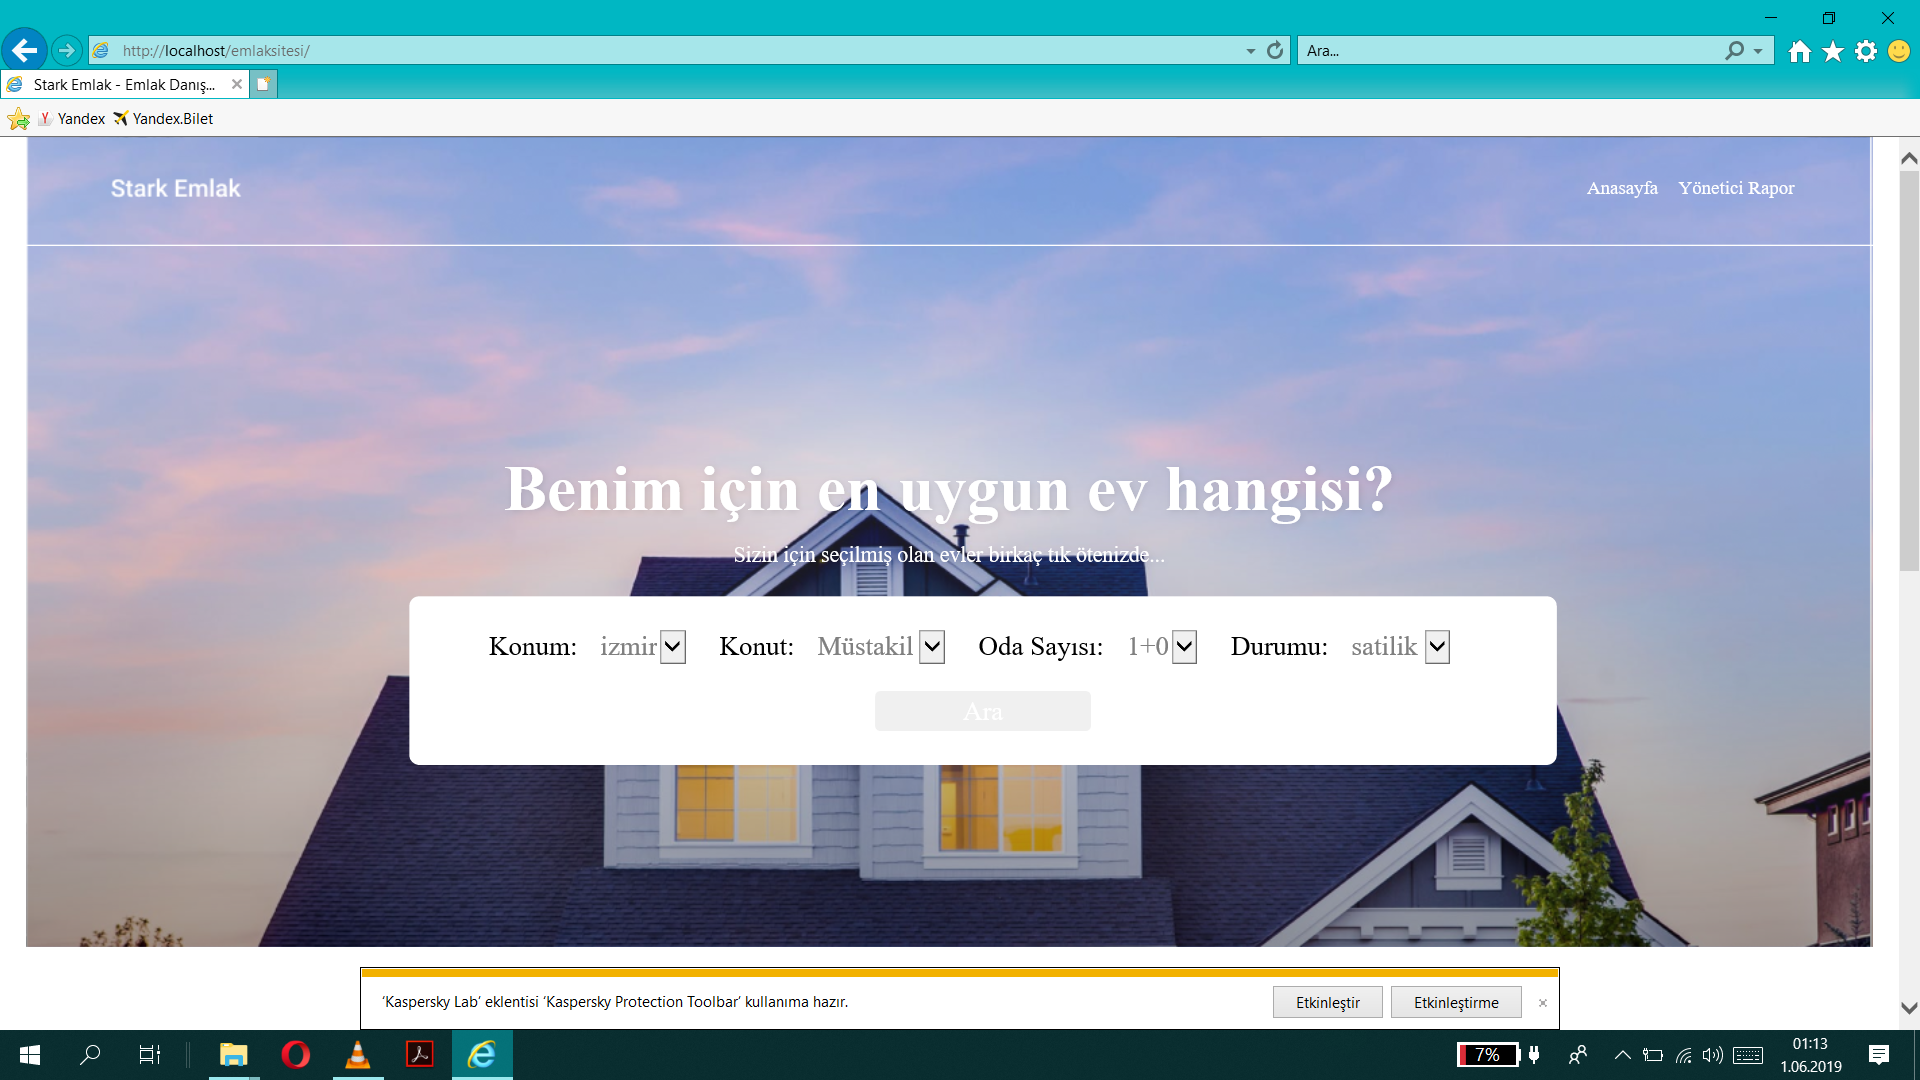 http://localhost/emlaksitesi/
Ara...
Stark Emlak - Emlak Danış...
Yandex
Yandex.Bilet
Stark Emlak
Anasayfa
Yönetici Rapor
Benim için en uygun ev hangisi?
Sizin için seçilmiş olan evler birkaç tık ötenizde...
Konum: izmir Konut: Müstakil Oda Sayısı: 1+0 Durumu: satilik
Ara
‘Kaspersky Lab’ eklentisi ‘Kaspersky Protection Toolbar’ kullanıma hazır.
Etkinleştir
Etkinleştirme
7%
01:13
1.06.2019